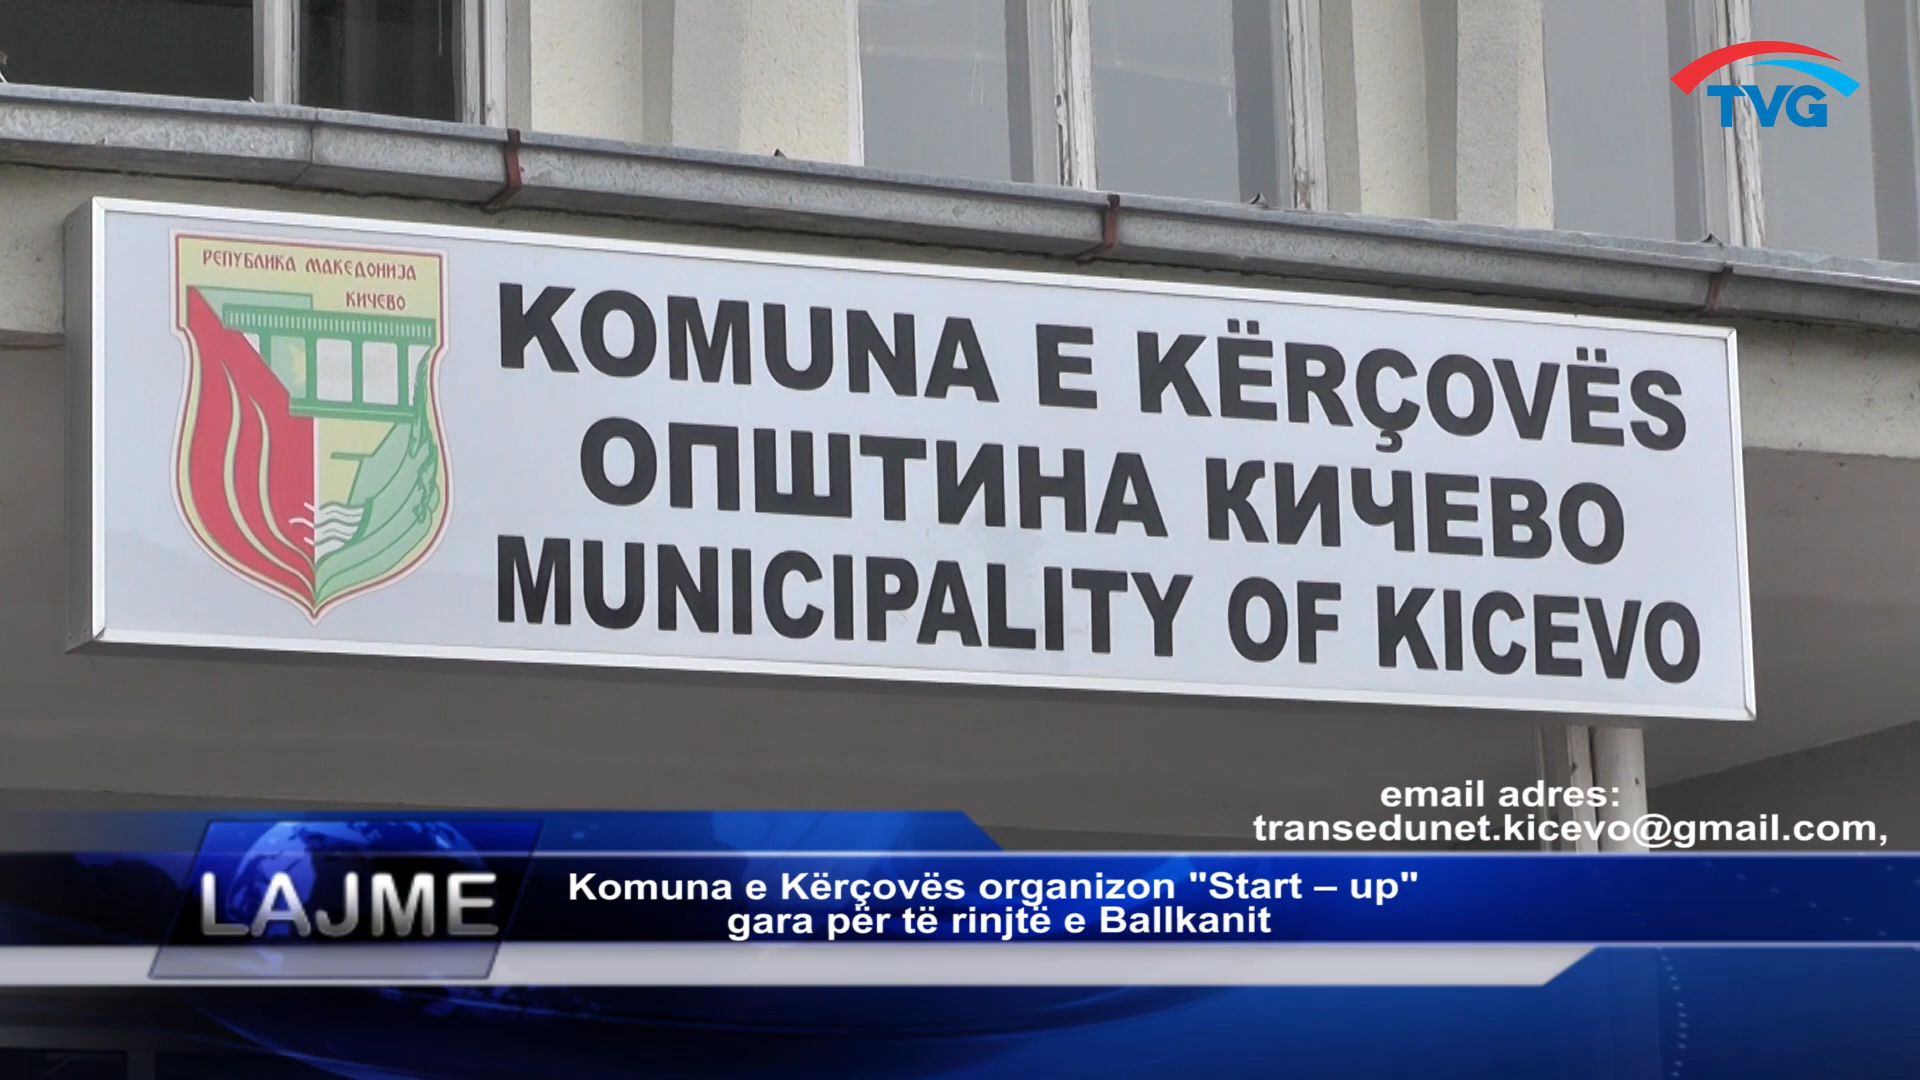 TVG
РЕПУБЛИКА МАКЕДОНИЈА
КИЧЕВО
KOMUNA E KËRÇOVËS
ОПШТИНА КИЧЕВО
MUNICIPALITY OF KICEVO
email adres:
transedunet.kicevo@gmail.com,
LAJME
Komuna e Kërçovës organizon "Start – up"
gara për të rinjtë e Ballkanit